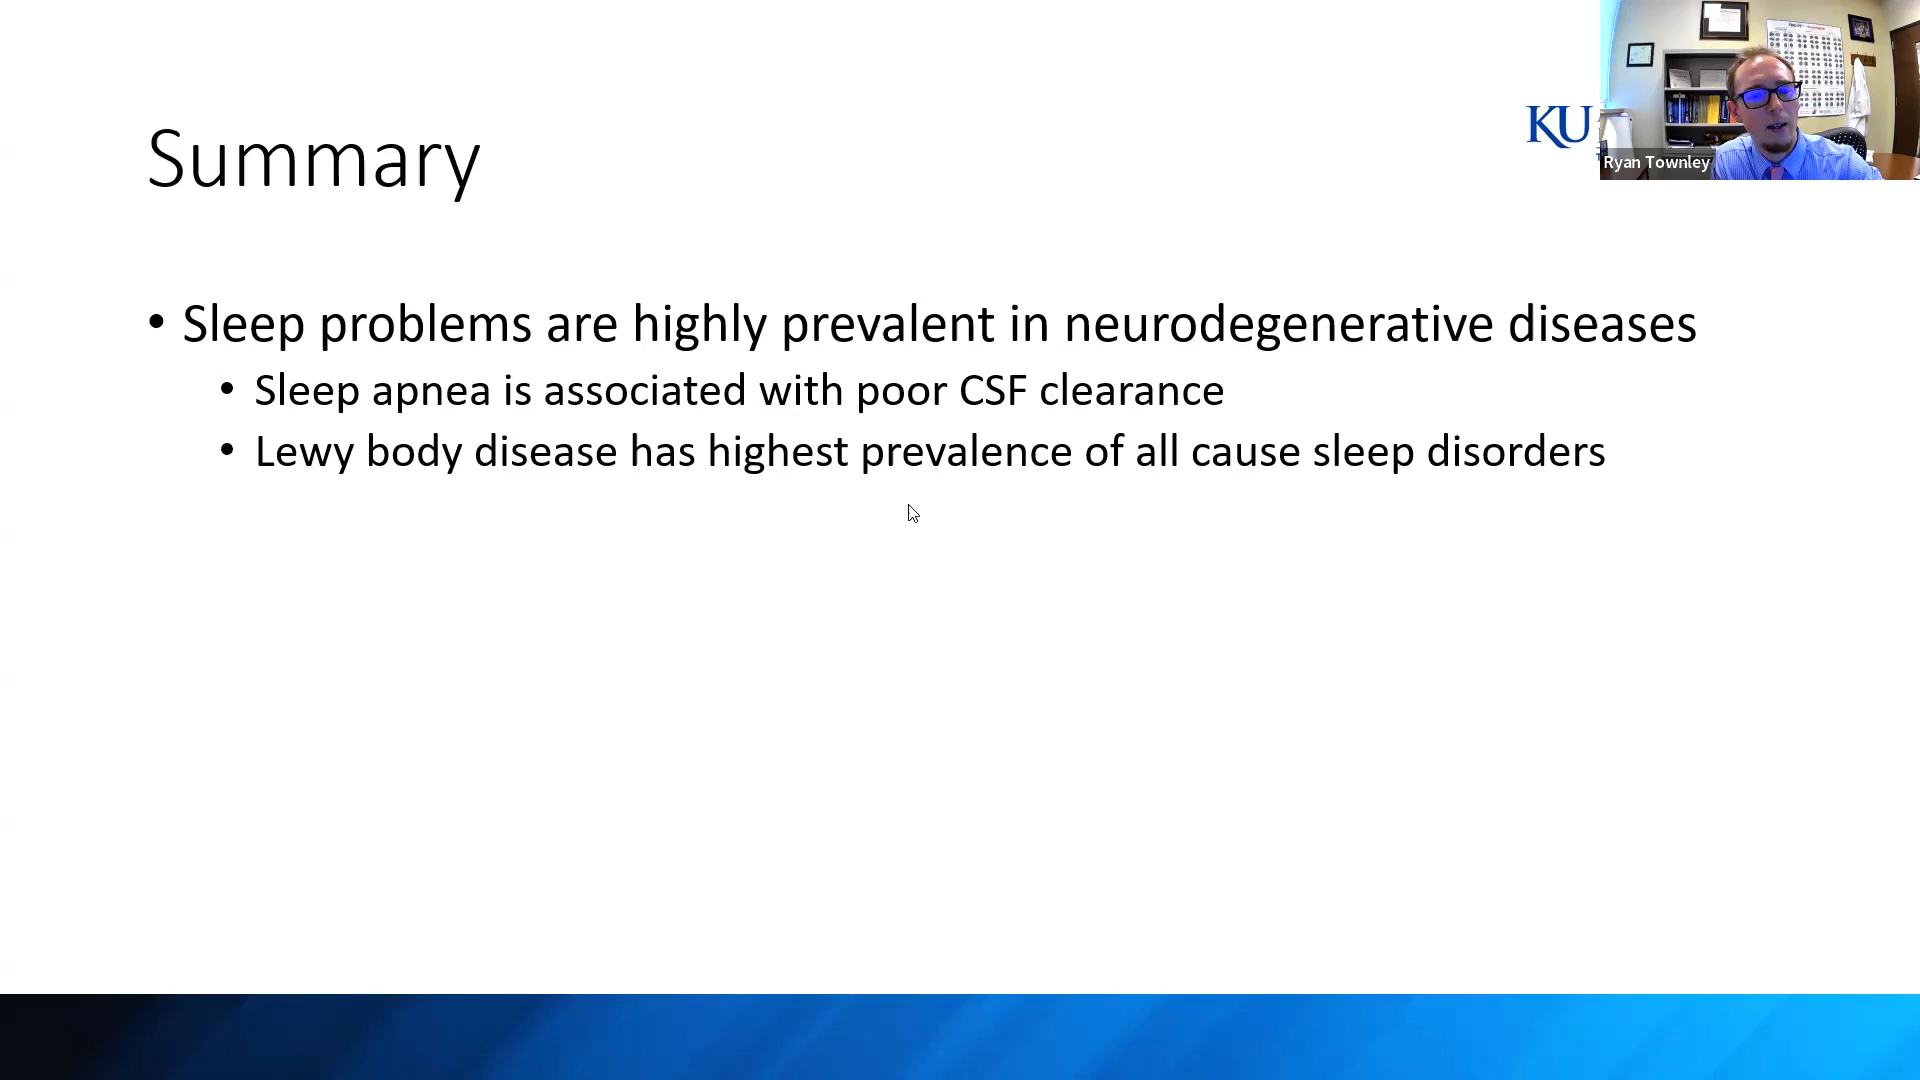 KU
Ryan Townley
Summary
• Sleep problems are highly prevalent in neurodegenerative diseases
• Sleep apnea is associated with poor CSF clearance
• Lewy body disease has highest prevalence of all cause sleep disorders